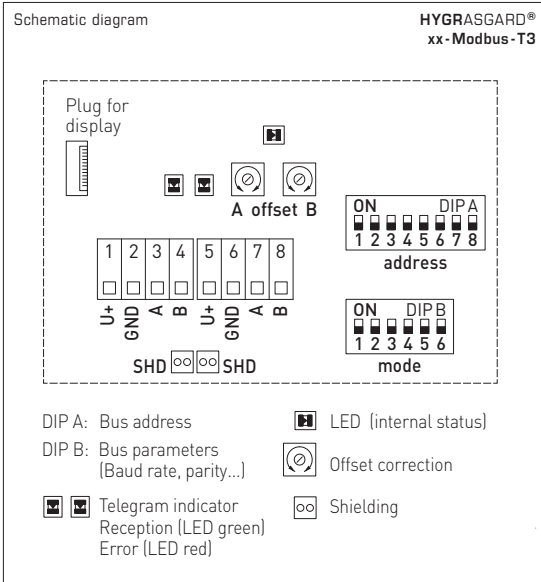 Schematic diagram
HYGRASGARD®
xx-Modbus-T3
Plug for
display
A offset B
ON DIP A
1 2 3 4 5 6 7 8
address
1 2 3 4 5 6 7 8
U+ GND A B U+ GND A B
ON DIP B
1 2 3 4 5 6
mode
SHD SHD
DIP A: Bus address
DIP B: Bus parameters
(Baud rate, parity...)
Telegram indicator
Reception (LED green)
Error (LED red)
LED (internal status)
Offset correction
Shielding